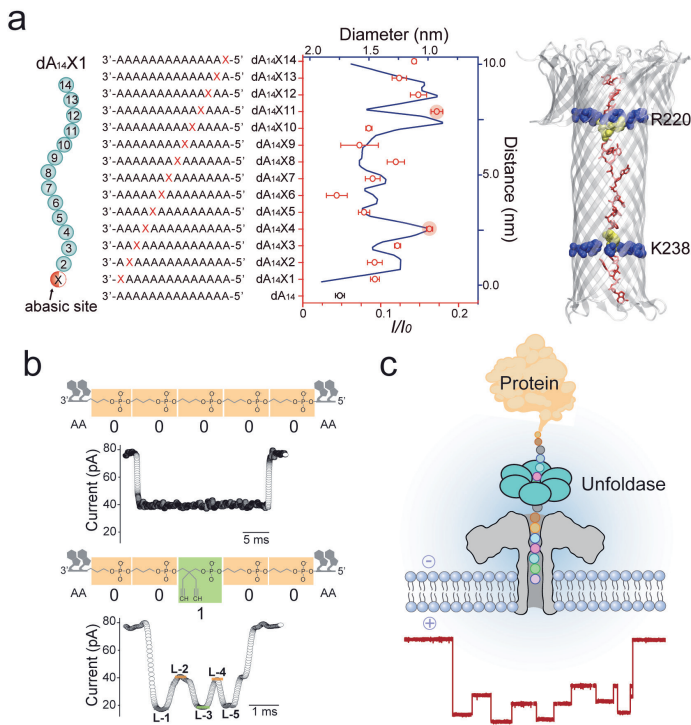 a
dA₁₄X1
14
13
12
11
10
9
8
7
6
5
4
3
2
X
abasic site
3'-AAAAAAAAAAAAAX-5' dA₁₄X14
3'-AAAAAAAAAAAAXA-5' dA₁₄X13
3'-AAAAAAAAAAAXAA-5' dA₁₄X12
3'-AAAAAAAAAAXAAA-5' dA₁₄X11
3'-AAAAAAAAAXAAAA-5' dA₁₄X10
3'-AAAAAAAAXAAAAA-5' dA₁₄X9
3'-AAAAAAAXAAAAAA-5' dA₁₄X8
3'-AAAAAAXAAAAAAA-5' dA₁₄X7
3'-AAAAAXAAAAAAAA-5' dA₁₄X6
3'-AAAAXAAAAAAAAA-5' dA₁₄X5
3'-AAAXAAAAAAAAAA-5' dA₁₄X4
3'-AAXAAAAAAAAAAA-5' dA₁₄X3
3'-AXAAAAAAAAAAAA-5' dA₁₄X2
3'-XAAAAAAAAAAAAA-5' dA₁₄X1
3'-AAAAAAAAAAAAAA-5' dA₁₄
Diameter (nm)
2.0 1.5 1.0
10.0
5.0
0.0
Distance (nm)
0 0.1 0.2
I/I₀
R220
K238
b
3' 5'
AA 0 0 0 0 0 AA
Current (pA)
80
60
40
20
5 ms
3' 5'
CH CH
AA 0 0 1 0 0 AA
Current (pA)
80
60
40
20
L-1
L-2
L-3
L-4
L-5
1 ms
c
Protein
Unfoldase
−
+